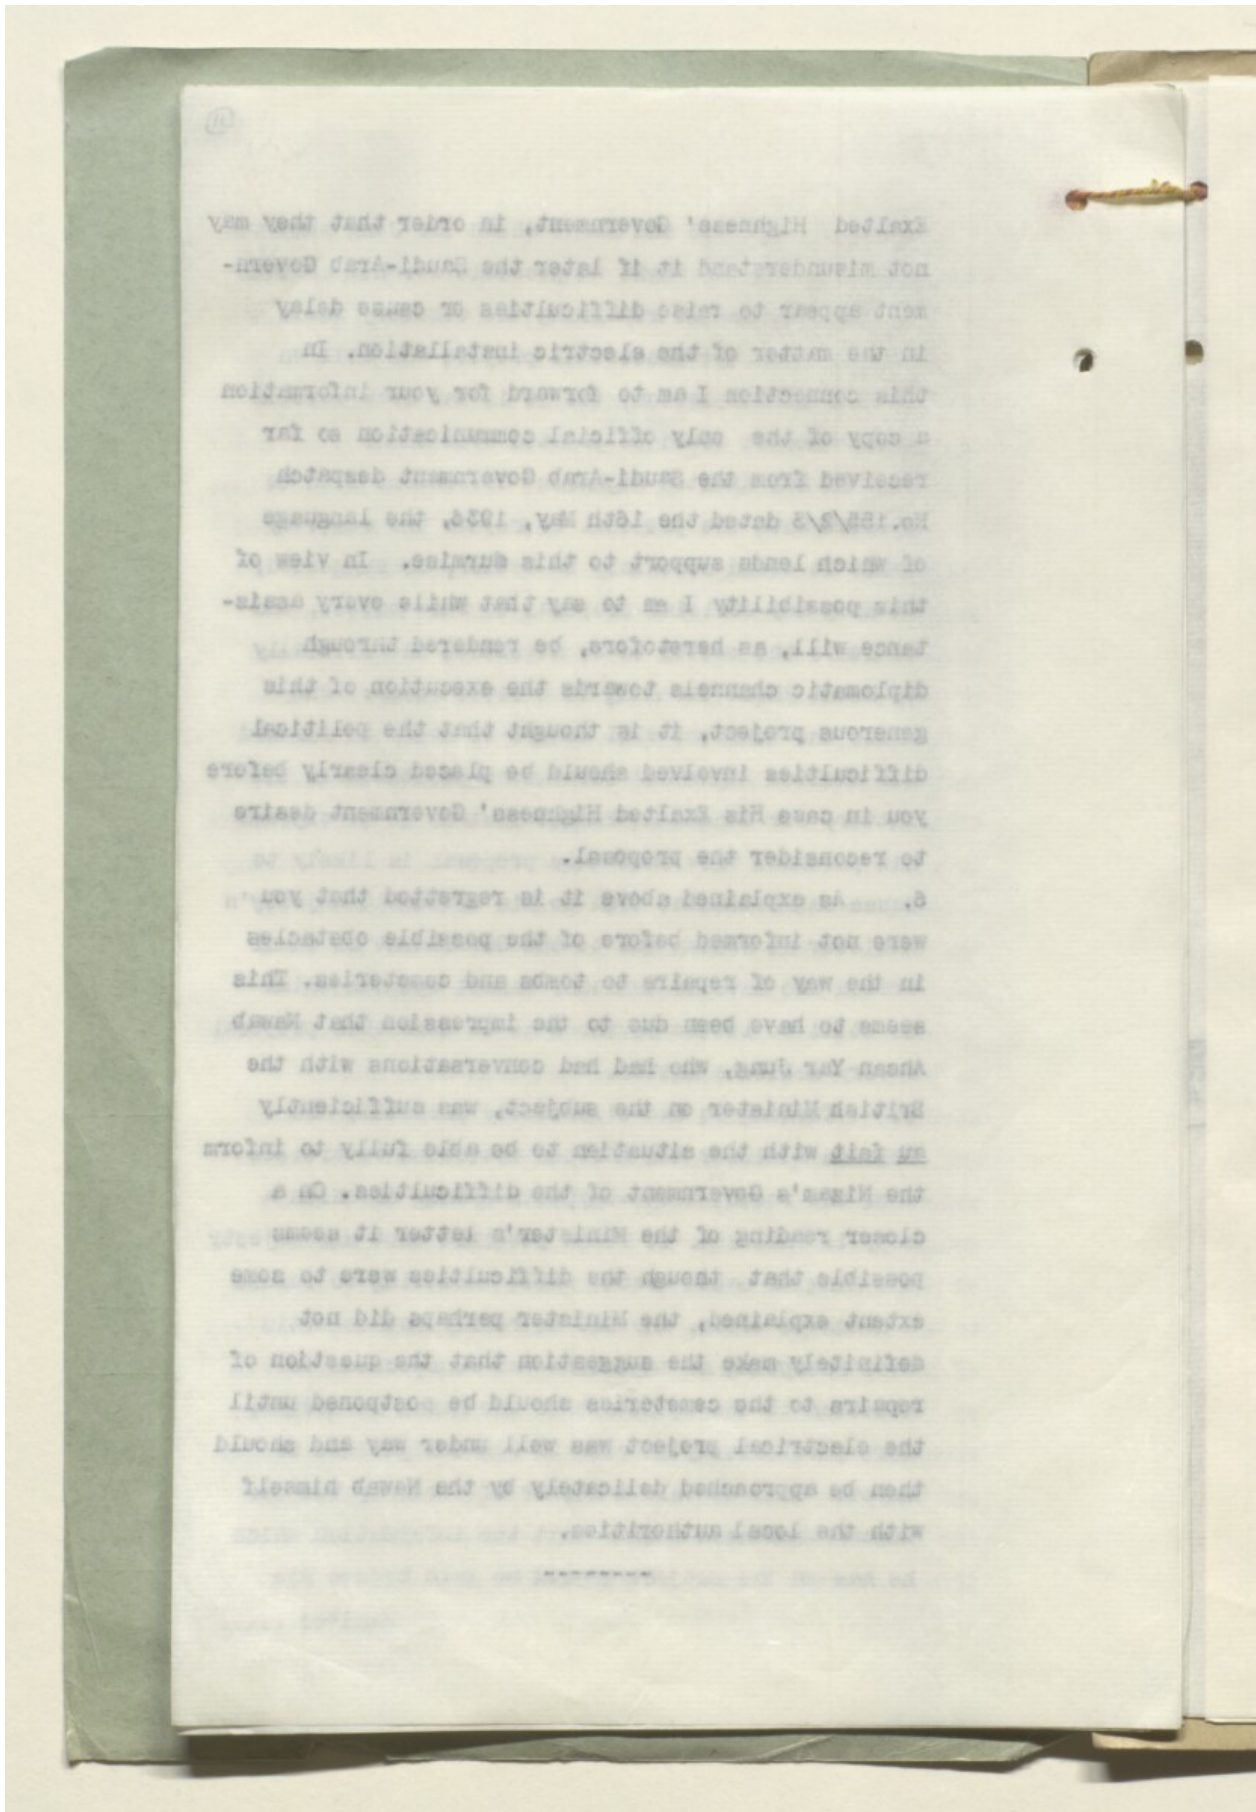 Exalted Highness' Government, in order that they may
not misunderstand it if later the Saudi-Arab Govern-
ment appear to raise difficulties or cause delay
in the matter of the electric installation. In
this connection I am to forward for your information
a copy of the only official communication so far
received from the Saudi-Arab Government despatch
No.155/2/3 dated the 16th May, 1936, the language
of which lends support to this surmise. In view of
this possibility I am to say that while every assis-
tance will, as heretofore, be rendered through
diplomatic channels towards the execution of this
generous project, it is thought that the political
difficulties involved should be placed clearly before
you in case His Exalted Highness' Government desire
to reconsider the proposal.
6. As explained above it is regretted that you
were not informed before of the possible obstacles
in the way of repairs to tombs and cemeteries. This
seems to have been due to the impression that Nawab
Ahsan Yar Jung, who had had conversations with the
British Minister on the subject, was sufficiently
au fait with the situation to be able fully to inform
the Nizam's Government of the difficulties. On a
closer reading of the Minister's letter it seems
possible that though the difficulties were to some
extent explained, the Minister perhaps did not
definitely make the suggestion that the question of
repairs to the cemeteries should be postponed until
the electrical project was well under way and should
then be approached delicately by the Nawab himself
with the local authorities.
---------